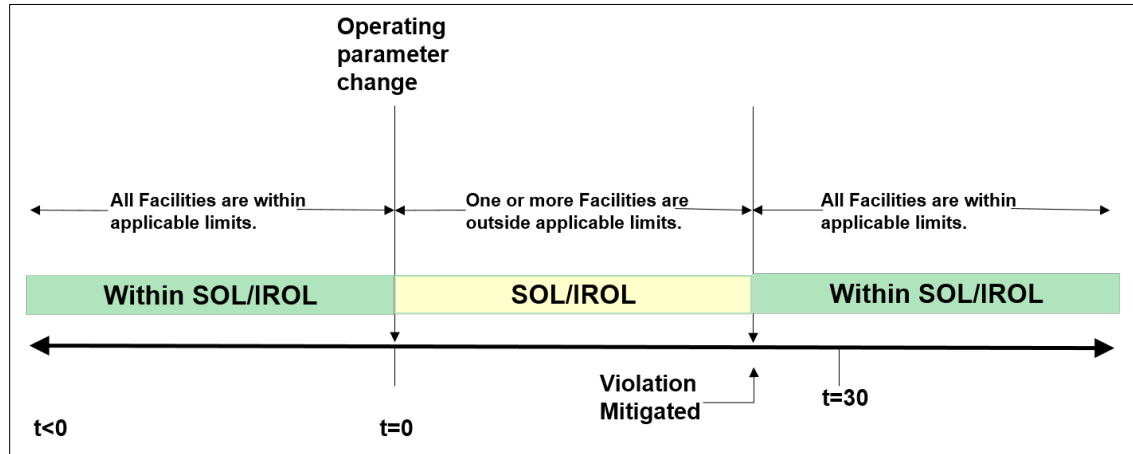 Operating
parameter
change
All Facilities are within
applicable limits.
One or more Facilities are
outside applicable limits.
All Facilities are within
applicable limits.
Within SOL/IROL
SOL/IROL
Within SOL/IROL
Violation
Mitigated
t=30
t<0
t=0